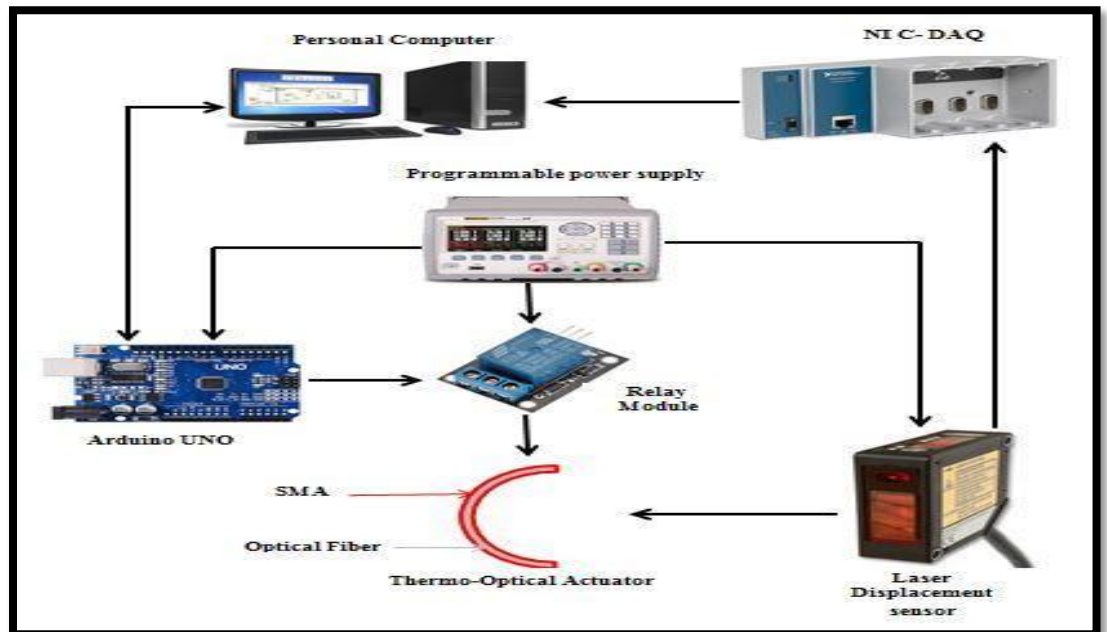 Personal Computer
NI C- DAQ
Programmable power supply
UNO
Arduino UNO
Relay
Module
SMA
Optical Fiber
Thermo-Optical Actuator
Laser
Displacement
sensor